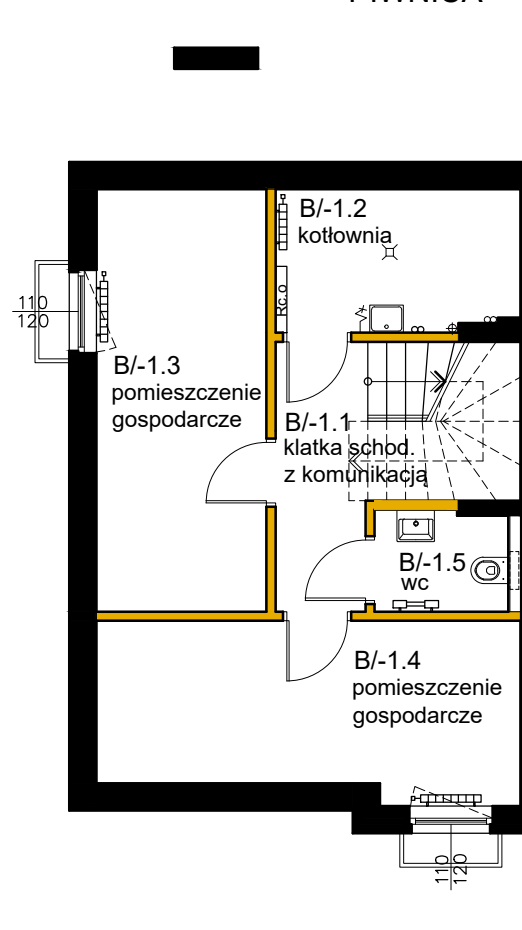 B/-1.2
kotłownia
Rc.o
110
120
B/-1.3
pomieszczenie
gospodarcze
B/-1.1
klatka schod.
z komunikacją
B/-1.5
wc
B/-1.4
pomieszczenie
gospodarcze
110
120